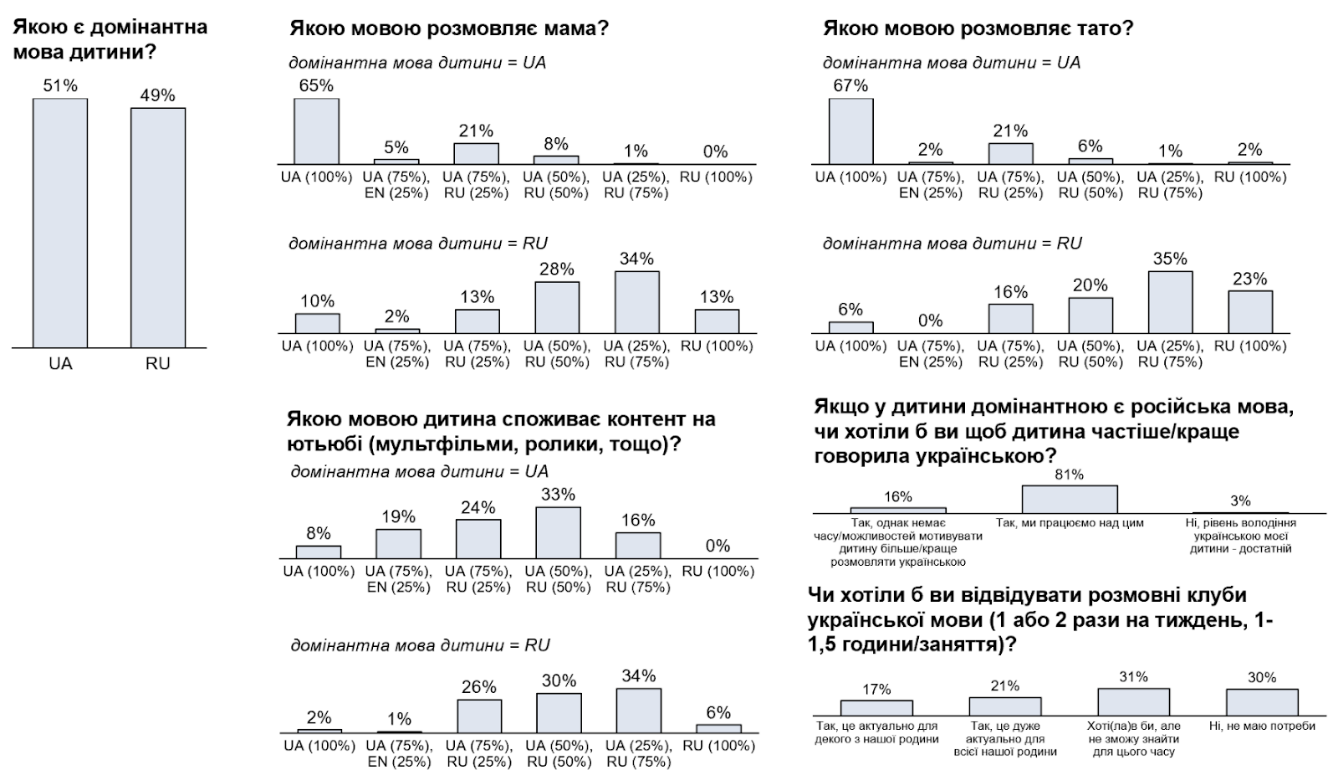 Якою є домінантна
мова дитини?
51%
49%
UA
RU
Якою мовою розмовляє мама?
домінантна мова дитини = UA
65%
5%
21%
8%
1%
0%
UA (100%) UA (75%), UA (75%), UA (50%), UA (25%), RU (100%)
EN (25%) RU (25%) RU (50%) RU (75%)
домінантна мова дитини = RU
10%
2%
13%
28%
34%
13%
UA (100%) UA (75%), UA (75%), UA (50%), UA (25%), RU (100%)
EN (25%) RU (25%) RU (50%) RU (75%)
Якою мовою розмовляє тато?
домінантна мова дитини = UA
67%
2%
21%
6%
1%
2%
UA (100%) UA (75%), UA (75%), UA (50%), UA (25%), RU (100%)
EN (25%) RU (25%) RU (50%) RU (75%)
домінантна мова дитини = RU
6%
0%
16%
20%
35%
23%
UA (100%) UA (75%), UA (75%), UA (50%), UA (25%), RU (100%)
EN (25%) RU (25%) RU (50%) RU (75%)
Якою мовою дитина споживає контент на
ютьюбі (мультфільми, ролики, тощо)?
домінантна мова дитини = UA
8%
19%
24%
33%
16%
0%
UA (100%) UA (75%), UA (75%), UA (50%), UA (25%), RU (100%)
EN (25%) RU (25%) RU (50%) RU (75%)
домінантна мова дитини = RU
2%
1%
26%
30%
34%
6%
UA (100%) UA (75%), UA (75%), UA (50%), UA (25%), RU (100%)
EN (25%) RU (25%) RU (50%) RU (75%)
Якщо у дитини домінантною є російська мова,
чи хотіли б ви щоб дитина частіше/краще
говорила українською?
16%
81%
3%
Так, однак немає
часу/можливостей мотивувати
дитину більше/краще
розмовляти українською
Так, ми працюємо над цим
Ні, рівень володіння
українською моєї
дитини - достатній
Чи хотіли б ви відвідувати розмовні клуби
української мови (1 або 2 рази на тиждень, 1-
1,5 години/заняття)?
17%
21%
31%
30%
Так, це актуально для
декого з нашої родини
Так, це дуже
актуально для
всієї нашої родини
Хоті(ла)в би, але
не зможу знайти
для цього часу
Ні, не маю потреби